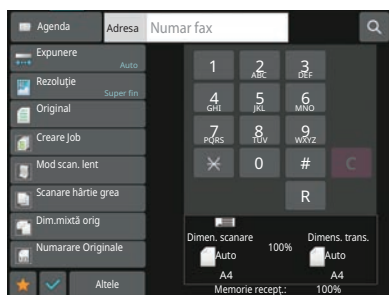 Agenda
Adresa
Numar fax
Expunere
Auto
Rezoluție
Super fin
Original
Creare Job
Mod scan. lent
Scanare hârtie grea
Dim.mixtă orig
Numarare Originale
Altele
1
2
ABC
3
DEF
4
GHI
5
JKL
6
MNO
7
PQRS
8
TUV
9
WXYZ
0
#
C
R
Dimen. scanare
100%
Dimens. trans.
Auto
Auto
A4
A4
Memorie recepț.: 100%